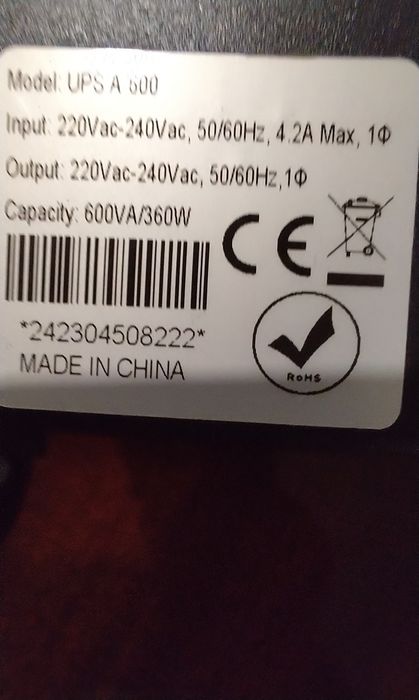 Model: UPS A 600
Input: 220Vac-240Vac, 50/60Hz, 4.2A Max, 1Φ
Output: 220Vac-240Vac, 50/60Hz,1Φ
Capacity: 600VA/360W
CE
*242304508222*
MADE IN CHINA
RoHS